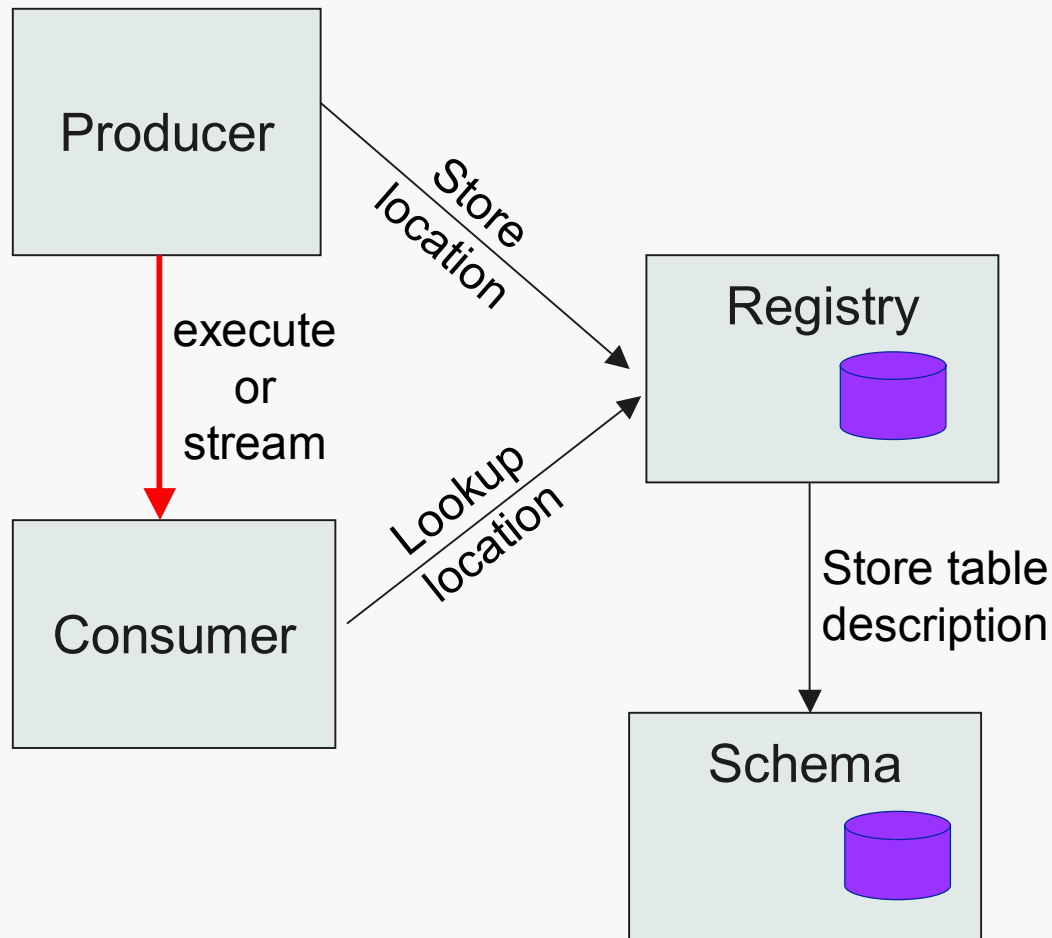 Producer
Store
location
Registry
execute
or
stream
Lookup
location
Consumer
Store table
description
Schema